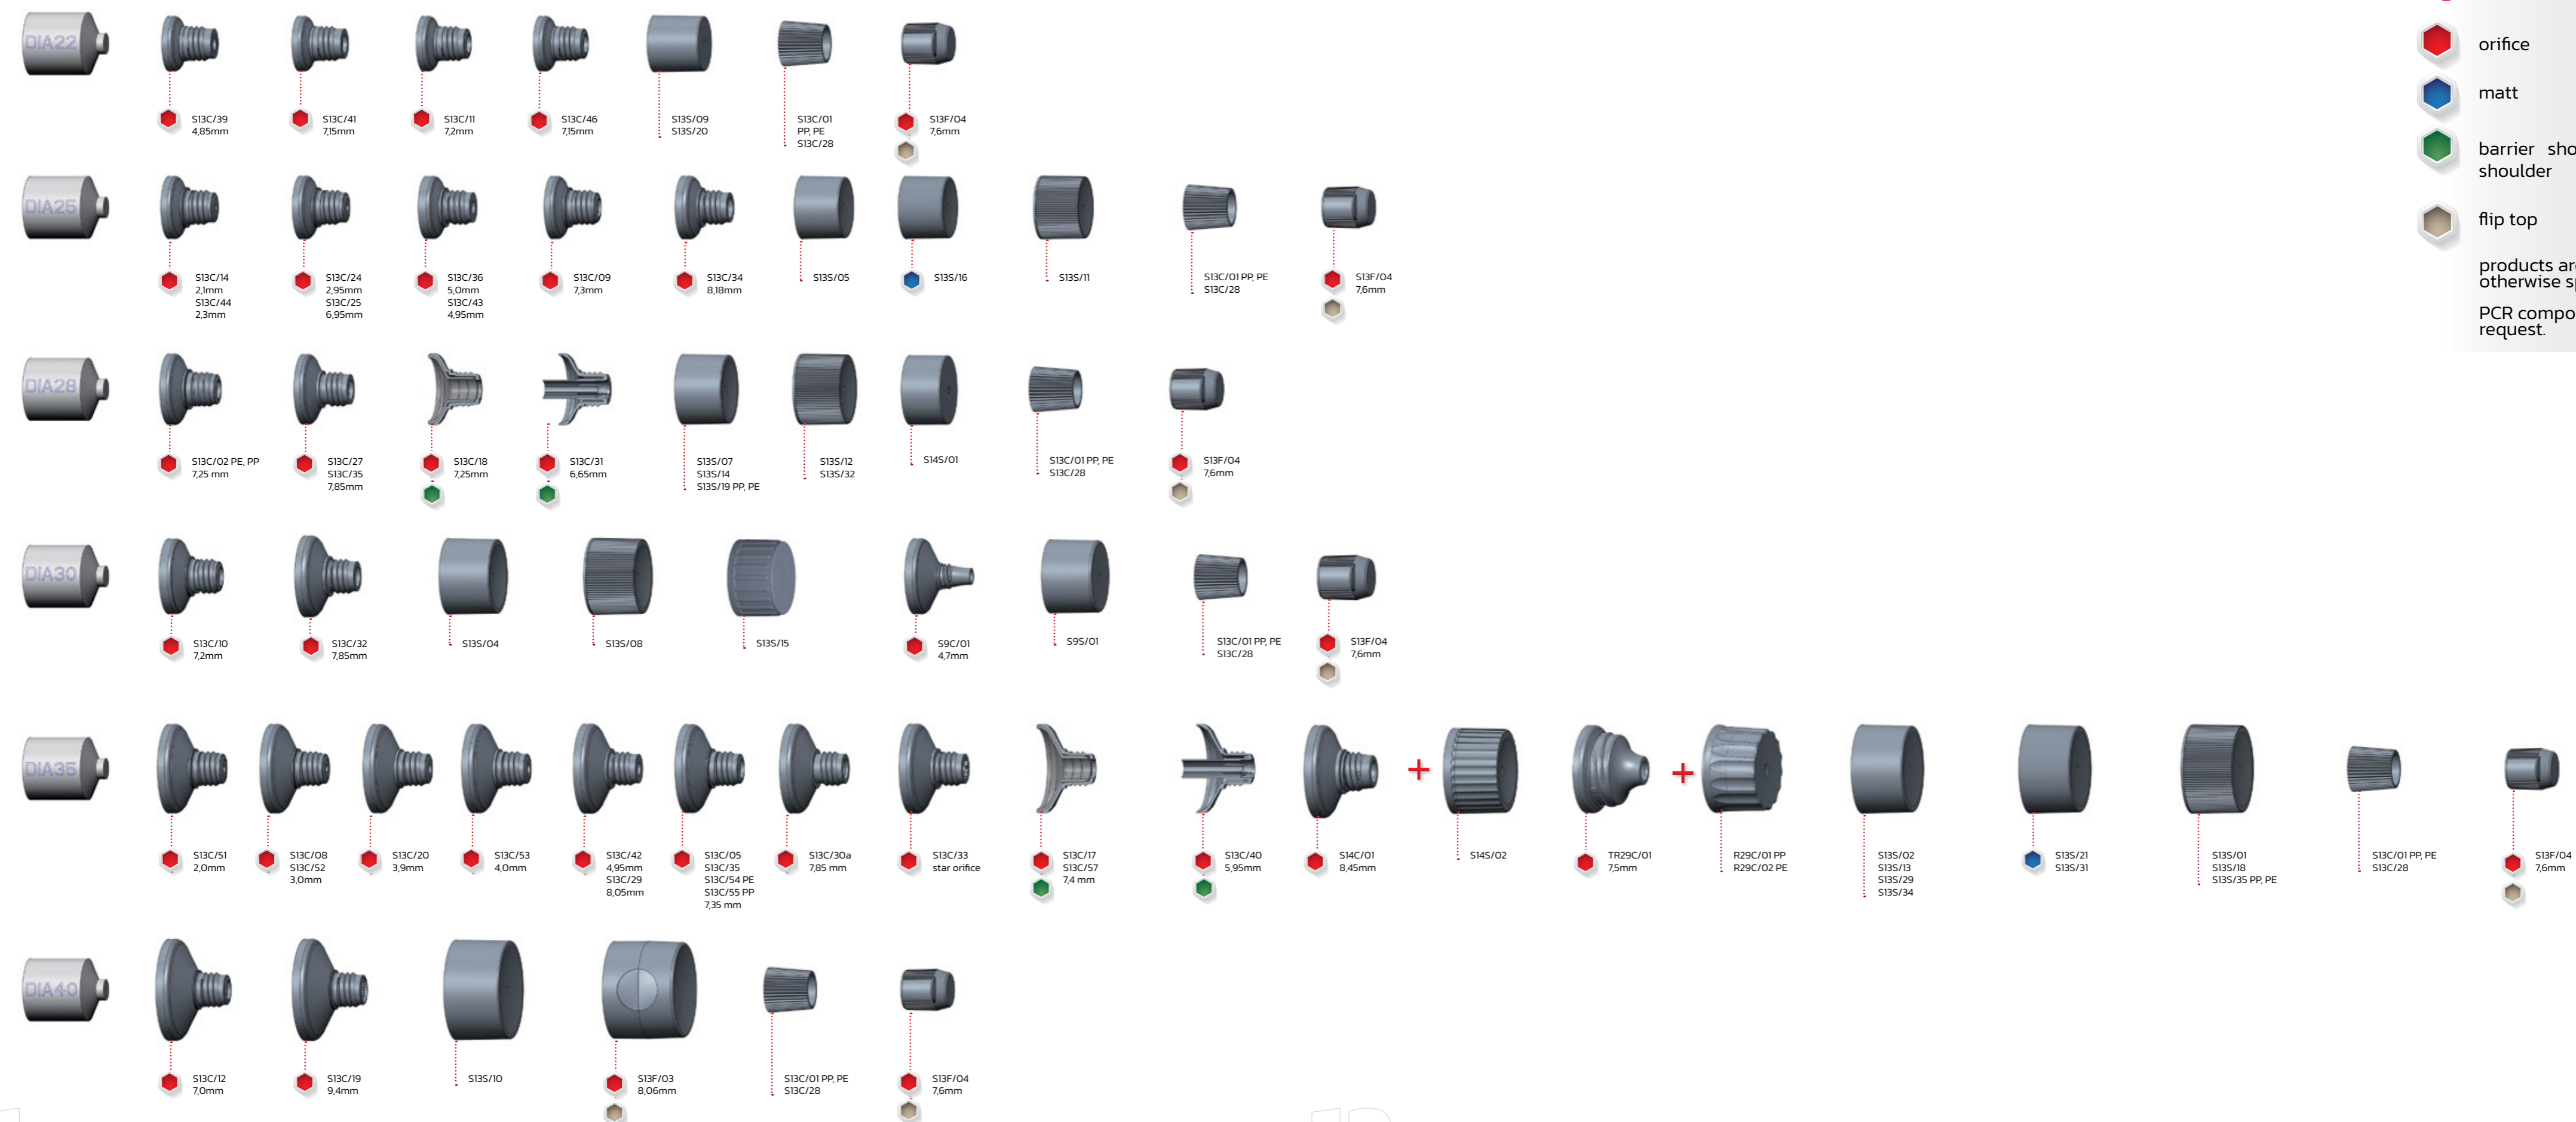 DIA22
S13C/39
4,85mm
S13C/41
7,15mm
S13C/11
7,2mm
S13C/46
7,15mm
S13S/09
S13S/20
S13C/01
PP, PE
S13C/28
S13F/04
7,6mm
DIA25
S13C/14
2,1mm
S13C/44
2,3mm
S13C/24
2,95mm
S13C/25
6,95mm
S13C/36
5,0mm
S13C/43
4,95mm
S13C/09
7,3mm
S13C/34
8,18mm
S13S/05
S13S/16
S13S/11
S13C/01 PP, PE
S13C/28
S13F/04
7,6mm
DIA28
S13C/02 PE, PP
7,25 mm
S13C/27
S13C/35
7,85mm
S13C/18
7,25mm
S13C/31
6,65mm
S13S/07
S13S/14
S13S/19 PP, PE
S13S/12
S13S/32
S14S/01
S13C/01 PP, PE
S13C/28
S13F/04
7,6mm
DIA30
S13C/10
7,2mm
S13C/32
7,85mm
S13S/04
S13S/08
S13S/15
S9C/01
4,7mm
S9S/01
S13C/01 PP, PE
S13C/28
S13F/04
7,6mm
DIA35
S13C/51
2,0mm
S13C/08
S13C/52
3,0mm
S13C/20
3,9mm
S13C/53
4,0mm
S13C/42
4,95mm
S13C/29
8,05mm
S13C/05
S13C/35
S13C/54 PE
S13C/55 PP
7,35 mm
S13C/30a
7,85 mm
S13C/33
star orifice
S13C/17
S13C/57
7,4 mm
S13C/40
5,95mm
S14C/01
8,45mm
+
S14S/02
TR29C/01
7,5mm
+
R29C/01 PP
R29C/02 PE
S13S/02
S13S/13
S13S/29
S13S/34
S13S/21
S13S/31
S13S/01
S13S/18
S13S/35 PP, PE
S13C/01 PP, PE
S13C/28
S13F/04
7,6mm
DIA40
S13C/12
7,0mm
S13C/19
9,4mm
S13S/10
S13F/03
8,06mm
S13C/01 PP, PE
S13C/28
S13F/04
7,6mm
orifice
matt
barrier sho
shoulder
flip top
products ar
otherwise s
PCR compo
request.